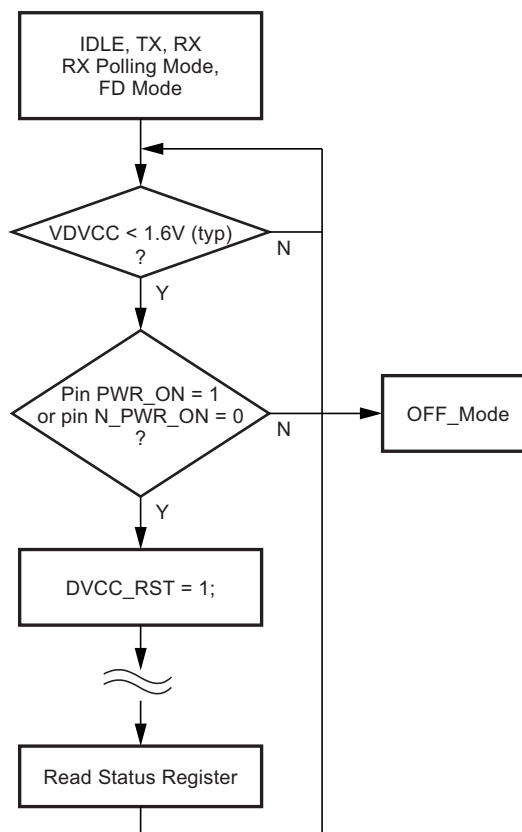 IDLE, TX, RX
RX Polling Mode,
FD Mode
VDVCC < 1.6V (typ)
?
N
Y
Pin PWR_ON = 1
or pin N_PWR_ON = 0
?
N
OFF_Mode
Y
DVCC_RST = 1;
Read Status Register